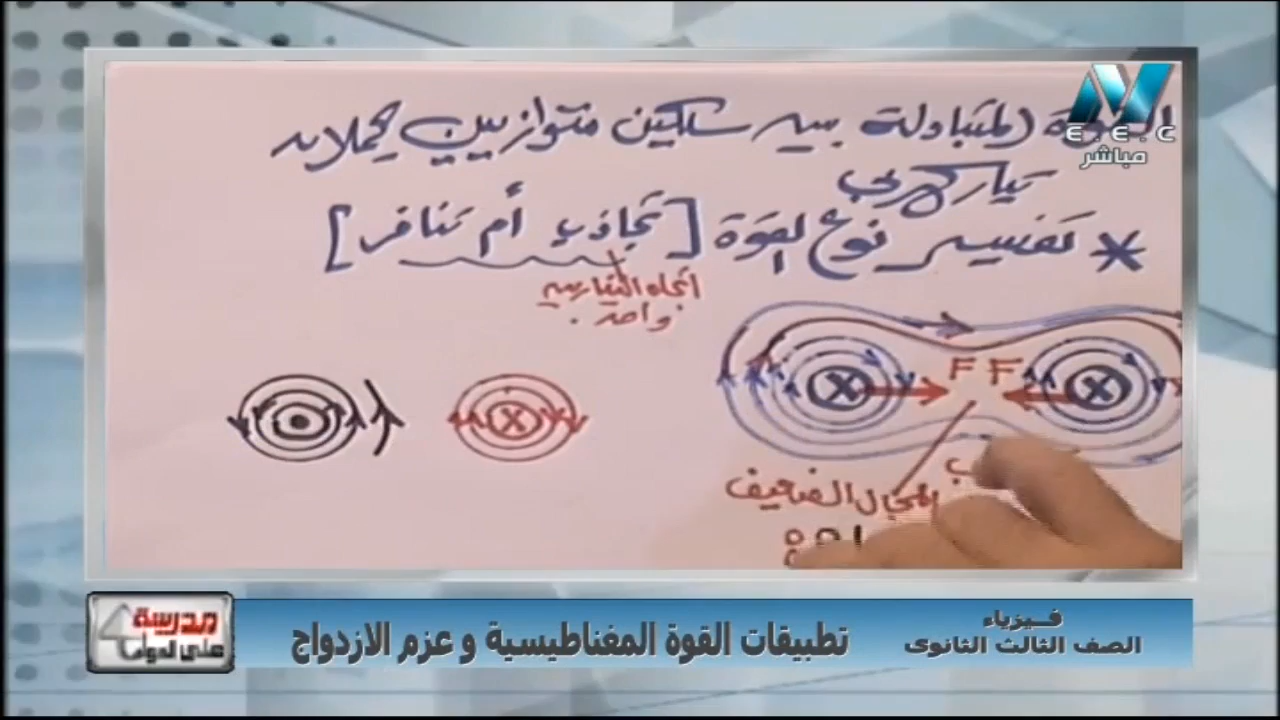 القوة المتبادلة بين سلكين متوازيين يحملان
تيار كهربي
* تفسير نوع القوة [تجاذب أم تنافر]
اتجاه التيارين
واحد.
F F
X X
X
المجال الضعيف
EEC
مباشر
فيزياء
الصف الثالث الثانوى
تطبيقات القوة المغناطيسية و عزم الازدواج
مدرسة
على الهواء